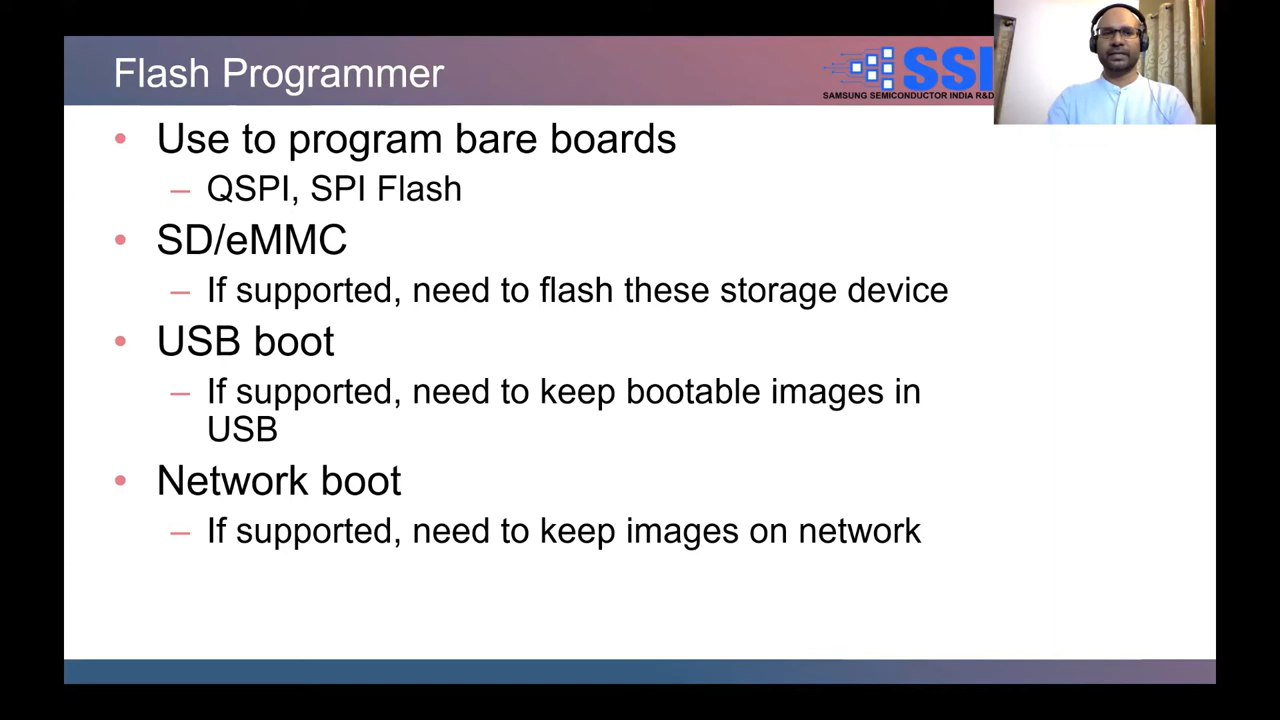 Flash Programmer
SSI
SAMSUNG SEMICONDUCTOR INDIA R&D
• Use to program bare boards
– QSPI, SPI Flash
• SD/eMMC
– If supported, need to flash these storage device
• USB boot
– If supported, need to keep bootable images in
USB
• Network boot
– If supported, need to keep images on network